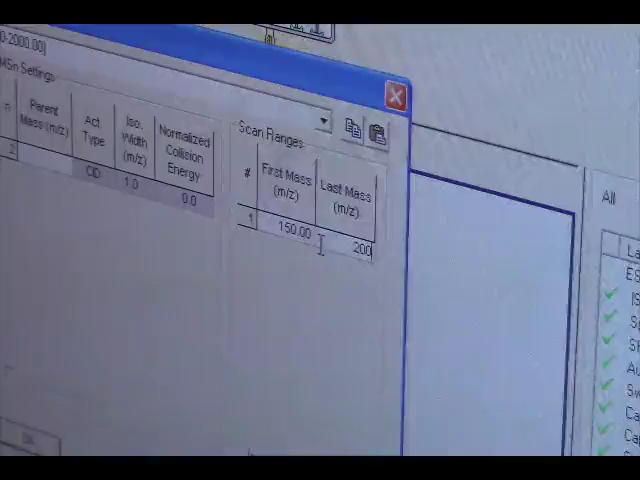 0-2000.00]
MSn Settings
n Parent Mass (m/z) Act Type Iso. Width (m/z) Normalized Collision Energy
2 CID 1.0 0.0
Scan Ranges
# First Mass (m/z) Last Mass (m/z)
1 150.00 200
All